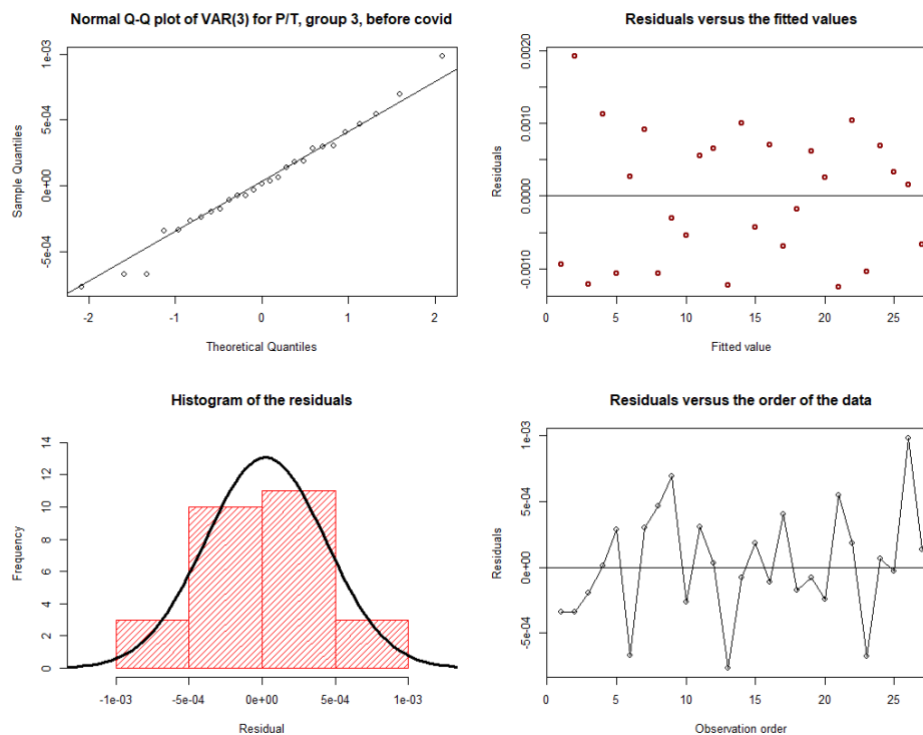 Normal Q-Q plot of VAR(3) for P/T, group 3, before covid
Sample Quantiles
1e-03
5e-04
0e+00
-5e-04
-2
-1
0
1
2
Theoretical Quantiles
Residuals versus the fitted values
Residuals
0.0020
0.0010
0.0000
-0.0010
0
5
10
15
20
25
Fitted value
Histogram of the residuals
Frequency
14
12
10
8
6
4
2
0
-1e-03
-5e-04
0e+00
5e-04
1e-03
Residual
Residuals versus the order of the data
Residuals
1e-03
5e-04
0e+00
-5e-04
0
5
10
15
20
25
Observation order